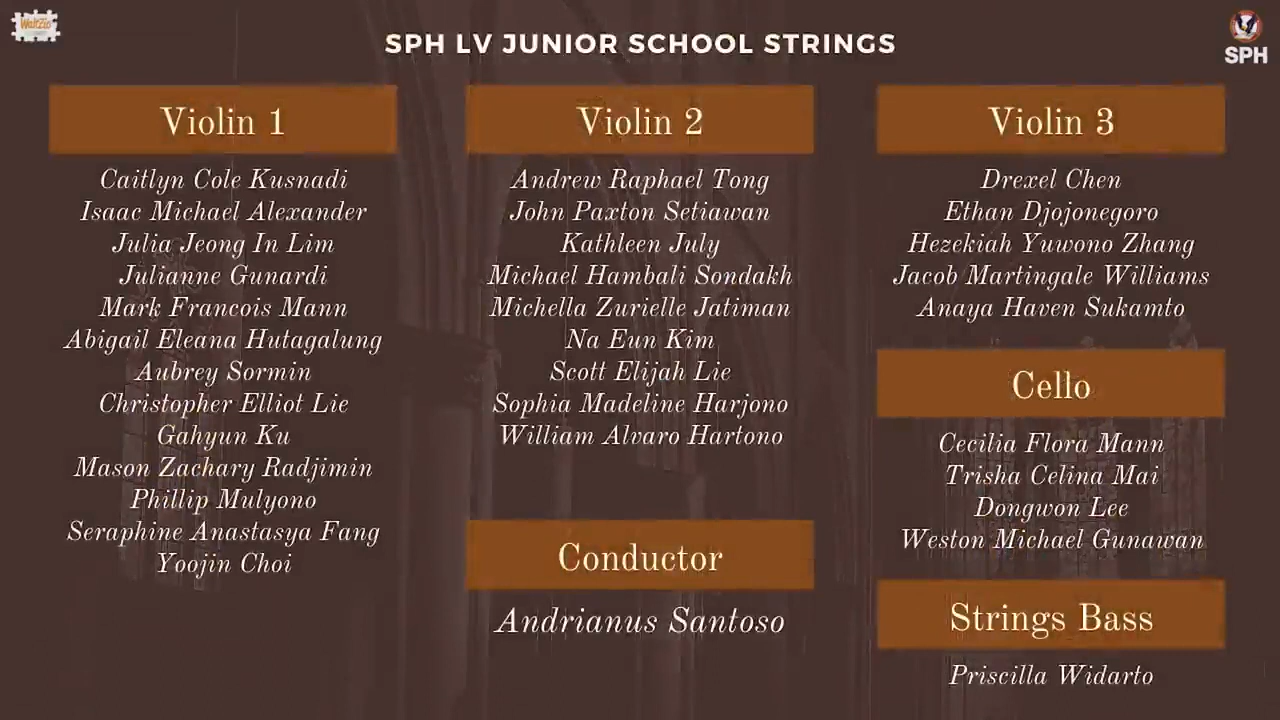 SPH LV JUNIOR SCHOOL STRINGS
SPH
Violin 1
Caitlyn Cole Kusnadi
Isaac Michael Alexander
Julia Jeong In Lim
Julianne Gunardi
Mark Francois Mann
Abigail Eleana Hutagalung
Aubrey Sormin
Christopher Elliot Lie
Gahyun Ku
Mason Zachary Radjimin
Phillip Mulyono
Seraphine Anastasya Fang
Yoojin Choi
Violin 2
Andrew Raphael Tong
John Paxton Setiawan
Kathleen July
Michael Hambali Sondakh
Michella Zurielle Jatiman
Na Eun Kim
Scott Elijah Lie
Sophia Madeline Harjono
William Alvaro Hartono
Conductor
Andrianus Santoso
Violin 3
Drexel Chen
Ethan Djojonegoro
Hezekiah Yuwono Zhang
Jacob Martingale Williams
Anaya Haven Sukamto
Cello
Cecilia Flora Mann
Trisha Celina Mai
Dongwon Lee
Weston Michael Gunawan
Strings Bass
Priscilla Widarto